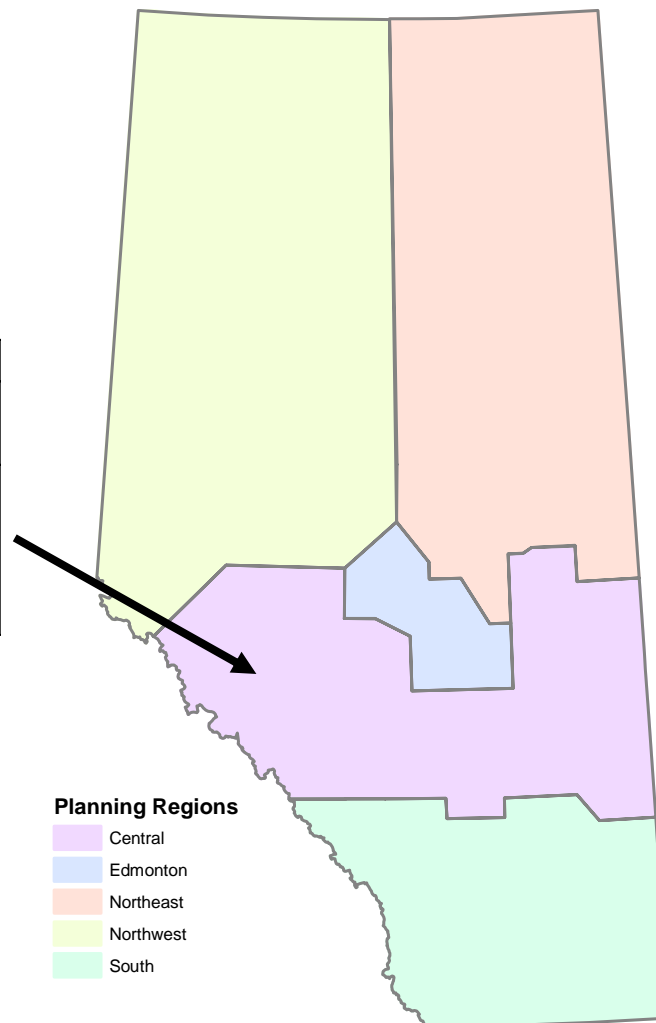 Planning Regions
Central
Edmonton
Northeast
Northwest
South